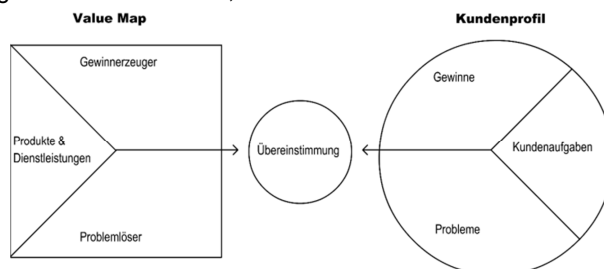 Value Map
Kundenprofil
Gewinnerzeuger
Produkte &
Dienstleistungen
Problemlöser
Übereinstimmung
Gewinne
Kundenaufgaben
Probleme